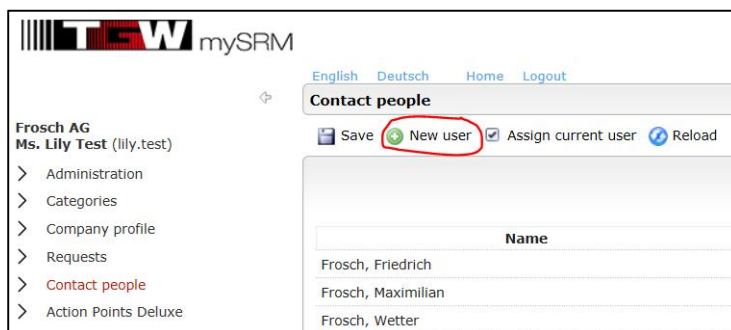 TGW mySRM
English Deutsch Home Logout
Contact people
Save New user Assign current user Reload
Frosch AG
Ms. Lily Test (lily.test)
Administration
Categories
Company profile
Requests
Contact people
Action Points Deluxe
Name
Frosch, Friedrich
Frosch, Maximilian
Frosch, Wetter